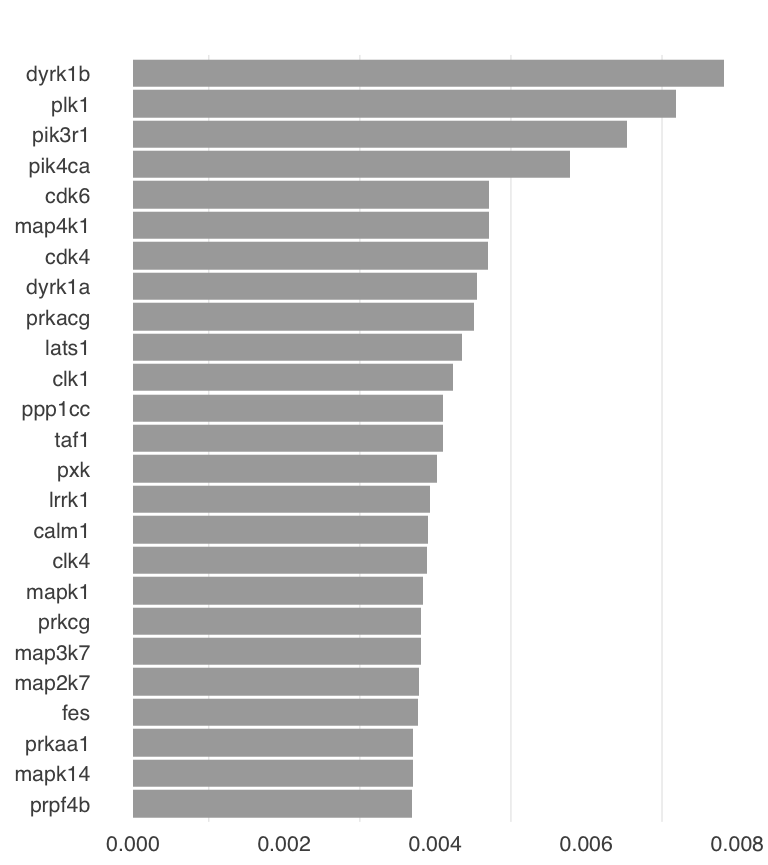 dyrk1b
plk1
pik3r1
pik4ca
cdk6
map4k1
cdk4
dyrk1a
prkacg
lats1
clk1
ppp1cc
taf1
pxk
lrrk1
calm1
clk4
mapk1
prkcg
map3k7
map2k7
fes
prkaa1
mapk14
prpf4b
0.000 0.002 0.004 0.006 0.008